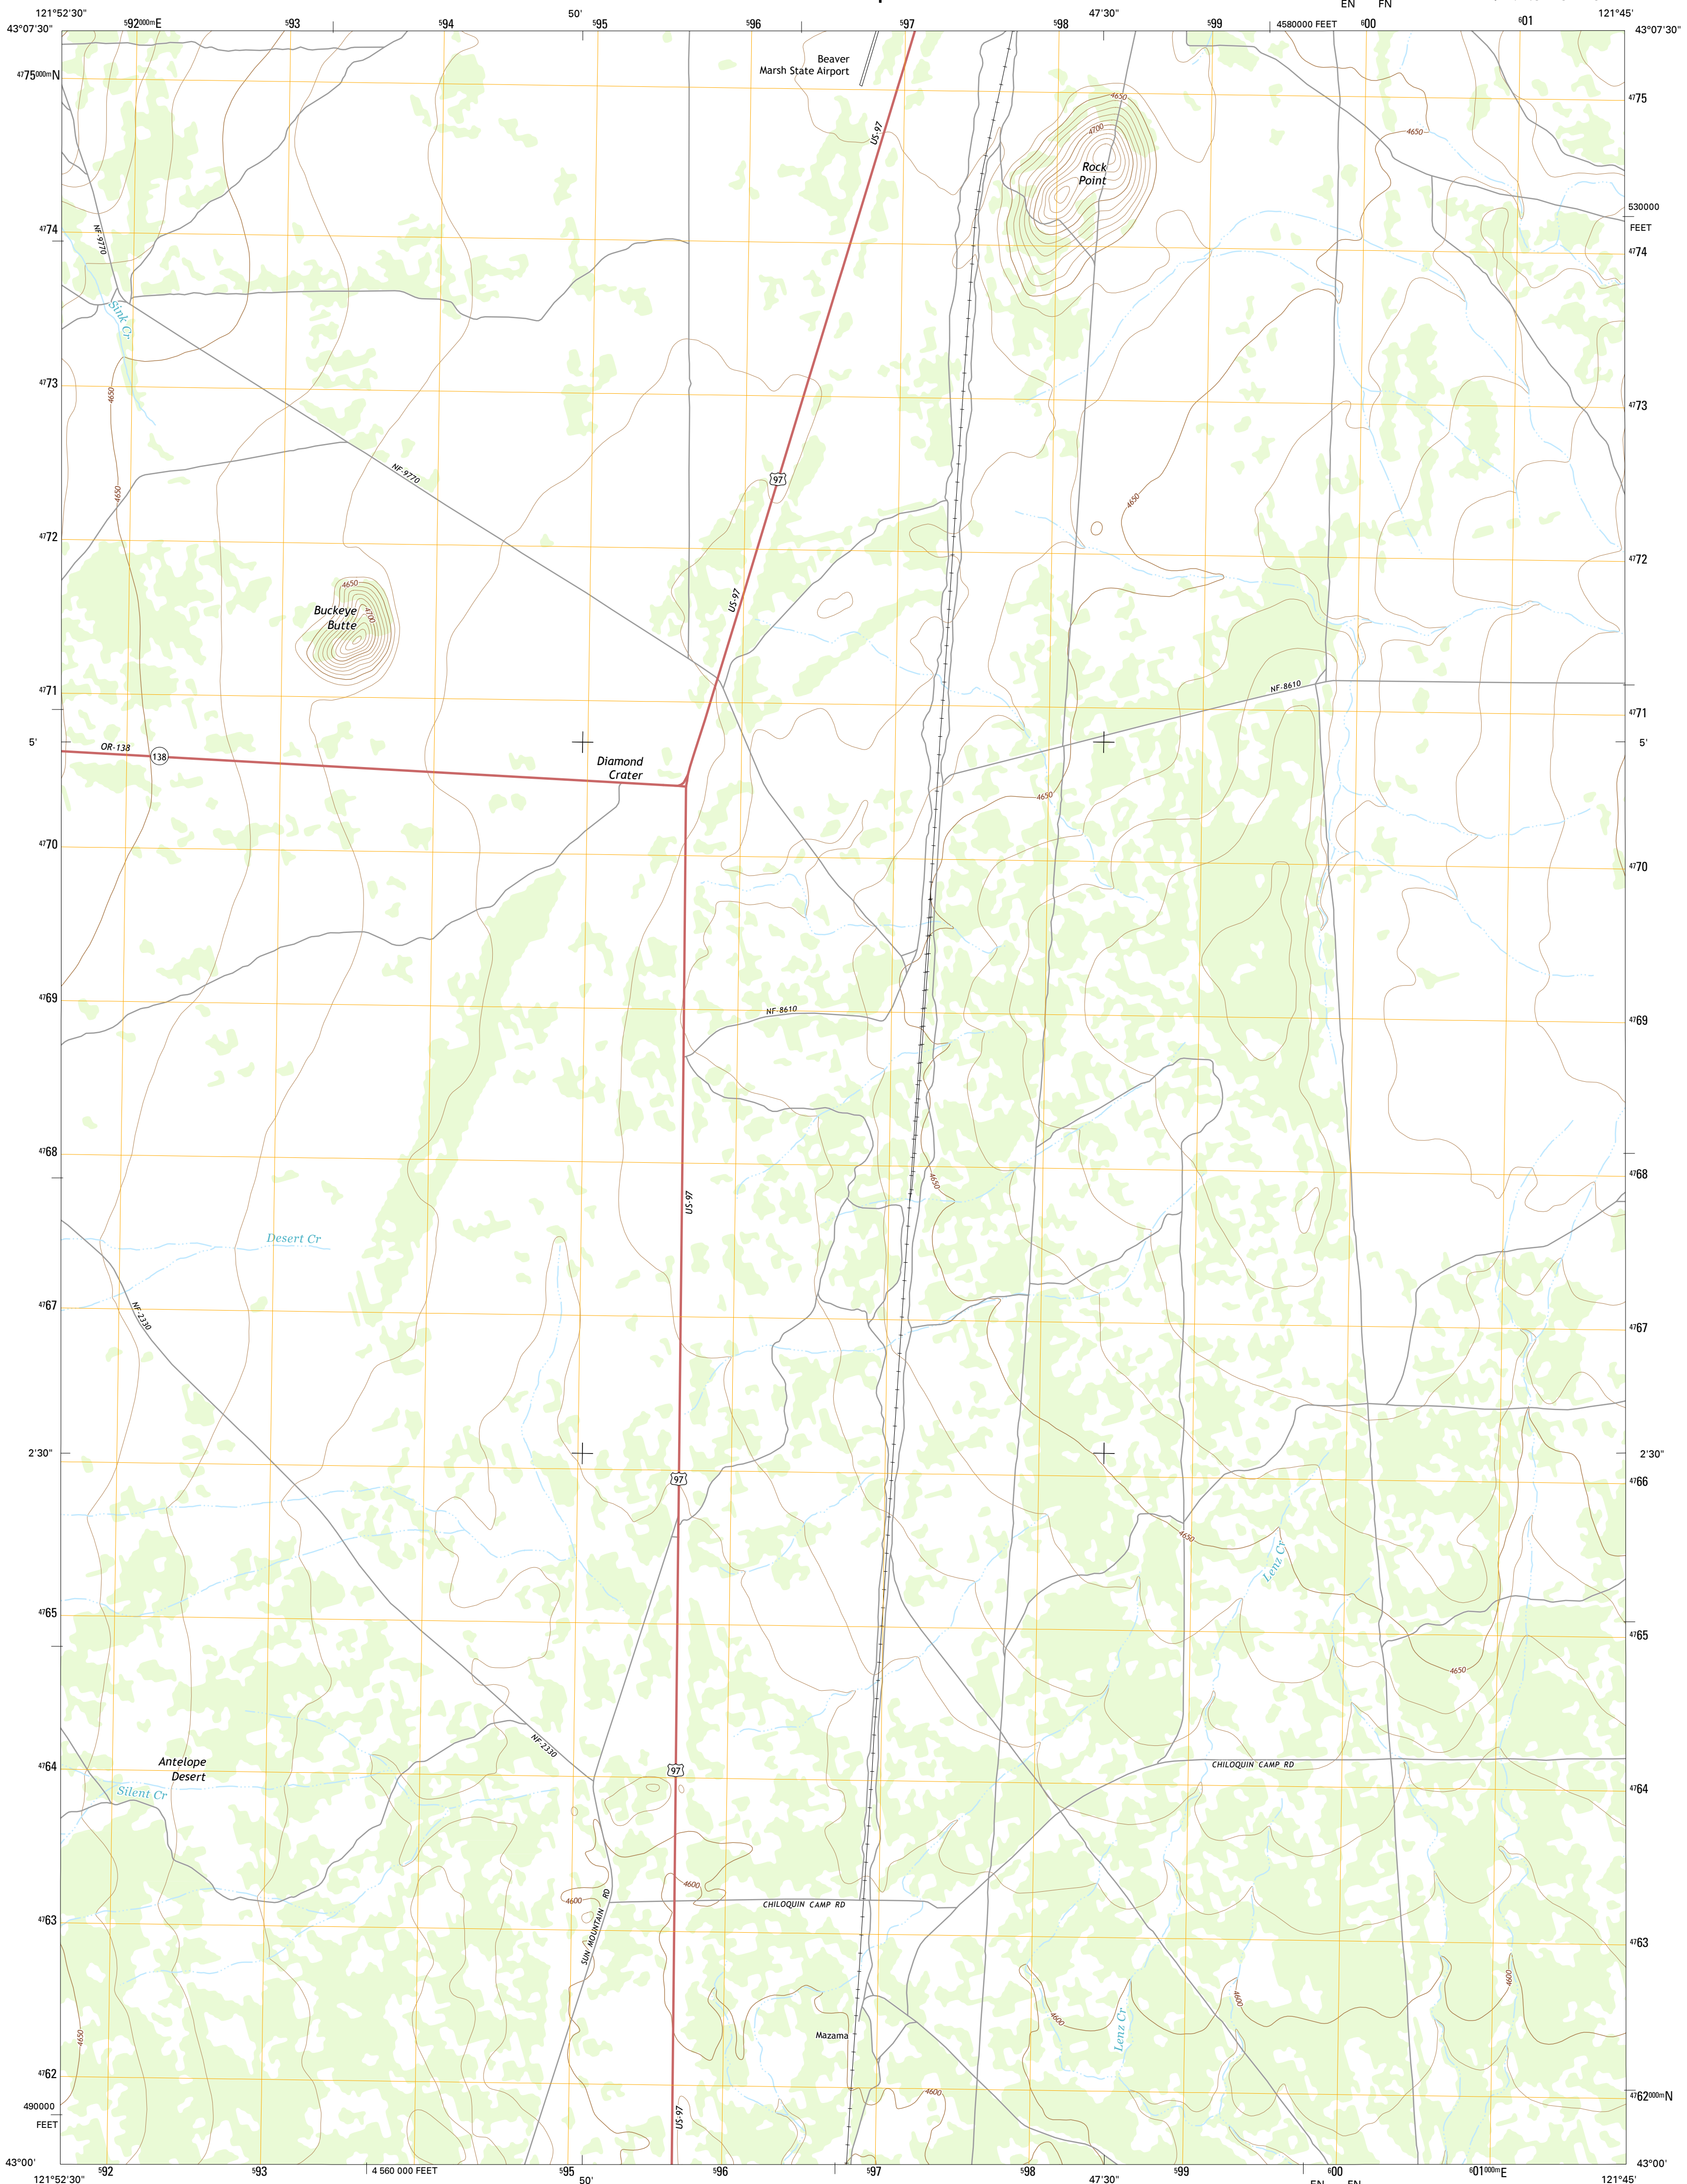 EN FN
121°52'30" 592000mE 593 50' 594 595 596 597 598 47'30" 599 4580000 FEET 600 601 121°45'
43°07'30" 43°07'30"
4775000mN
Beaver
Marsh State Airport
4650
4775
4700
US-97
4650
Rock
Point
530000
FEET
4774
NF-9770
4774
Sink Cr
4773
4650
4773
NF-9770
97
4650
4650
4772
4772
4650
Buckeye
Butte
4700
US-97
4771
NF-8610
4771
5'
OR-138
138
Diamond
Crater
5'
4650
4770
4770
4769
NF-8610
4769
4768
4768
4650
US-97
Desert Cr
4767
NF-2330
4767
2'30"
2'30"
97
4766
4650
Lenz Cr
4765
4765
4650
NF-2330
Antelope
Desert
4764
97
CHILOQUIN CAMP RD
Silent Cr
4764
4600
4600
CHILOQUIN CAMP RD
4763
SUN MOUNTAIN RD
4763
4600
4600
4600
Lenz Cr
4650
Mazama
4762
4600
4762000mN
490000
FEET
US-97
43°00'
43°00'
592 593 4 560 000 FEET 595 596 597 598 47'30" 599 600 601000mE
121°52'30" 50' EN FN 121°45'